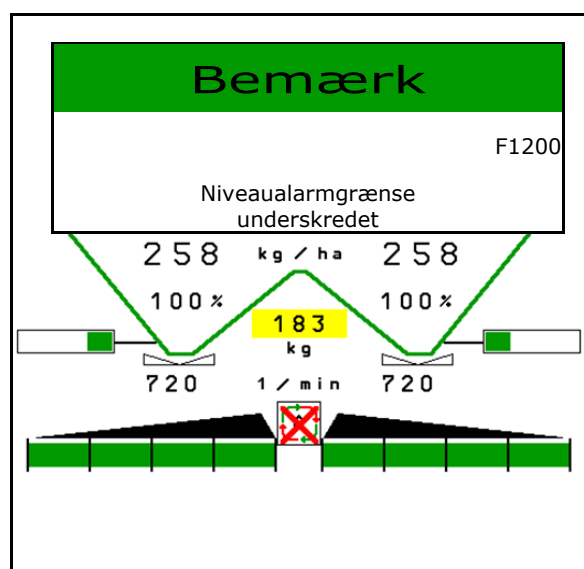 Bemærk
F1200
Niveaualarmgrænse
underskredet
258 kg / ha 258
100% 100%
183
kg
720 1 / min 720